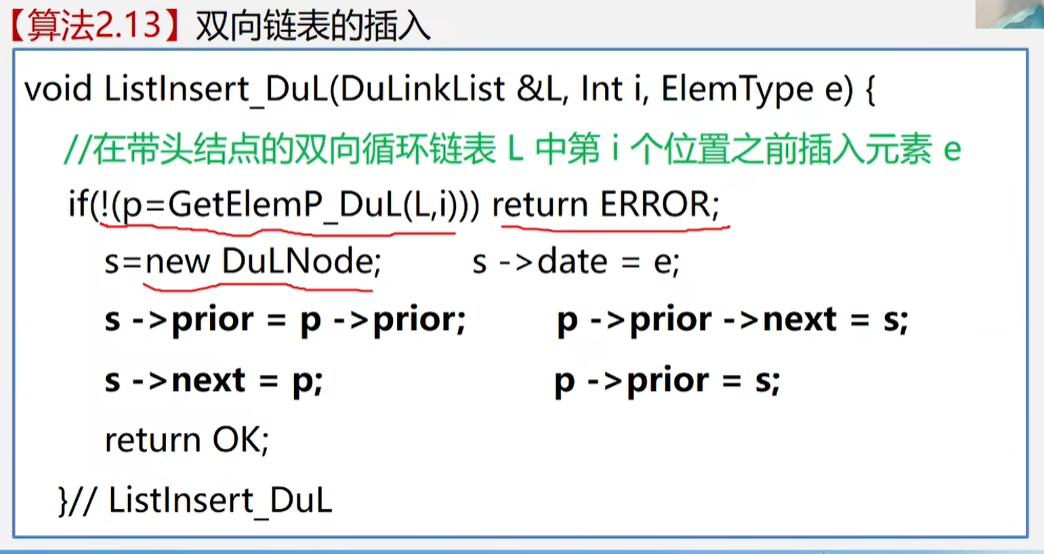 【算法2.13】双向链表的插入
void ListInsert_DuL(DuLinkList &L, Int i, ElemType e) {
//在带头结点的双向循环链表 L 中第 i 个位置之前插入元素 e
if(!(p=GetElemP_DuL(L,i))) return ERROR;
s=new DuLNode; s ->date = e;
s ->prior = p ->prior; p ->prior ->next = s;
s ->next = p; p ->prior = s;
return OK;
}// ListInsert_DuL